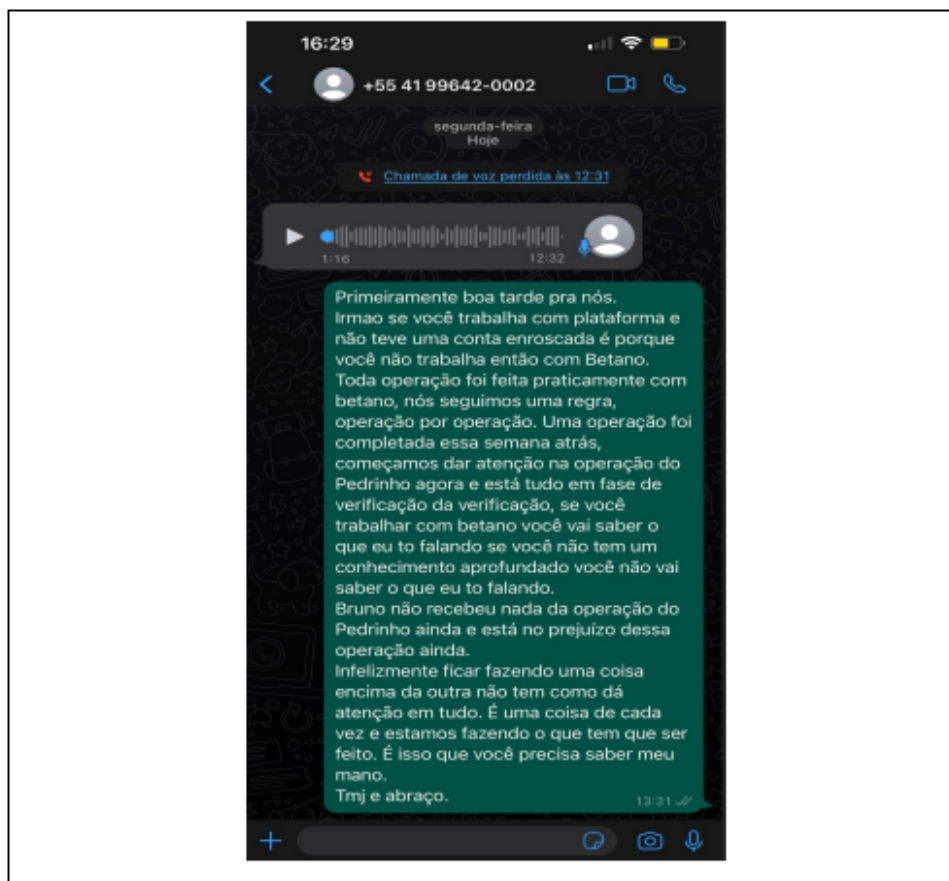 16:29
+55 41 99642-0002
segunda-feira
Hoje
Chamada de voz perdida às 12:31
1:16
12:32
Primeiramente boa tarde pra nós.
Irmao se você trabalha com plataforma e
não teve uma conta enroscada é porque
você não trabalha então com Betano.
Toda operação foi feita praticamente com
betano, nós seguimos uma regra,
operação por operação. Uma operação foi
completada essa semana atrás,
começamos dar atenção na operação do
Pedrinho agora e está tudo em fase de
verificação da verificação, se você
trabalhar com betano você vai saber o
que eu to falando se você não tem um
conhecimento aprofundado você não vai
saber o que eu to falando.
Bruno não recebeu nada da operação do
Pedrinho ainda e está no prejuízo dessa
operação ainda.
Infelizmente ficar fazendo uma coisa
encima da outra não tem como dá
atenção em tudo. É uma coisa de cada
vez e estamos fazendo o que tem que ser
feito. É isso que você precisa saber meu
mano.
Tmj e abraço.
13:31